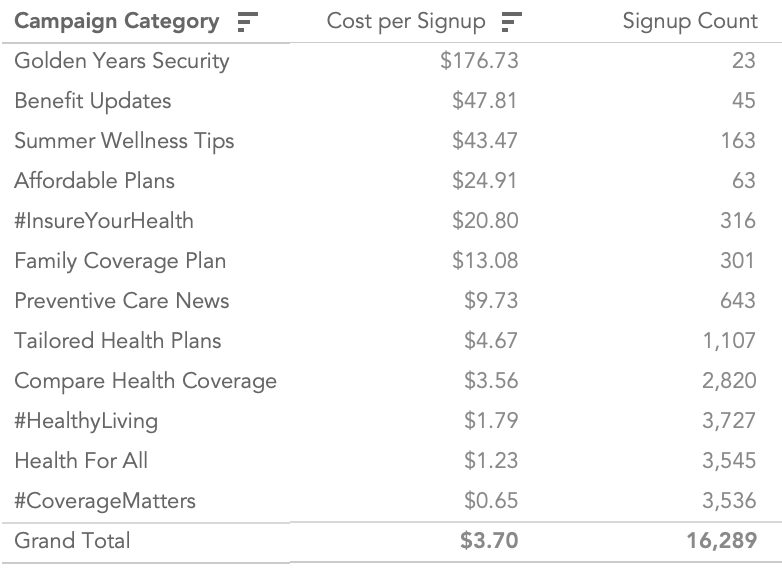 Campaign Category Cost per Signup Signup Count
Golden Years Security $176.73 23
Benefit Updates $47.81 45
Summer Wellness Tips $43.47 163
Affordable Plans $24.91 63
#InsureYourHealth $20.80 316
Family Coverage Plan $13.08 301
Preventive Care News $9.73 643
Tailored Health Plans $4.67 1,107
Compare Health Coverage $3.56 2,820
#HealthyLiving $1.79 3,727
Health For All $1.23 3,545
#CoverageMatters $0.65 3,536
Grand Total $3.70 16,289